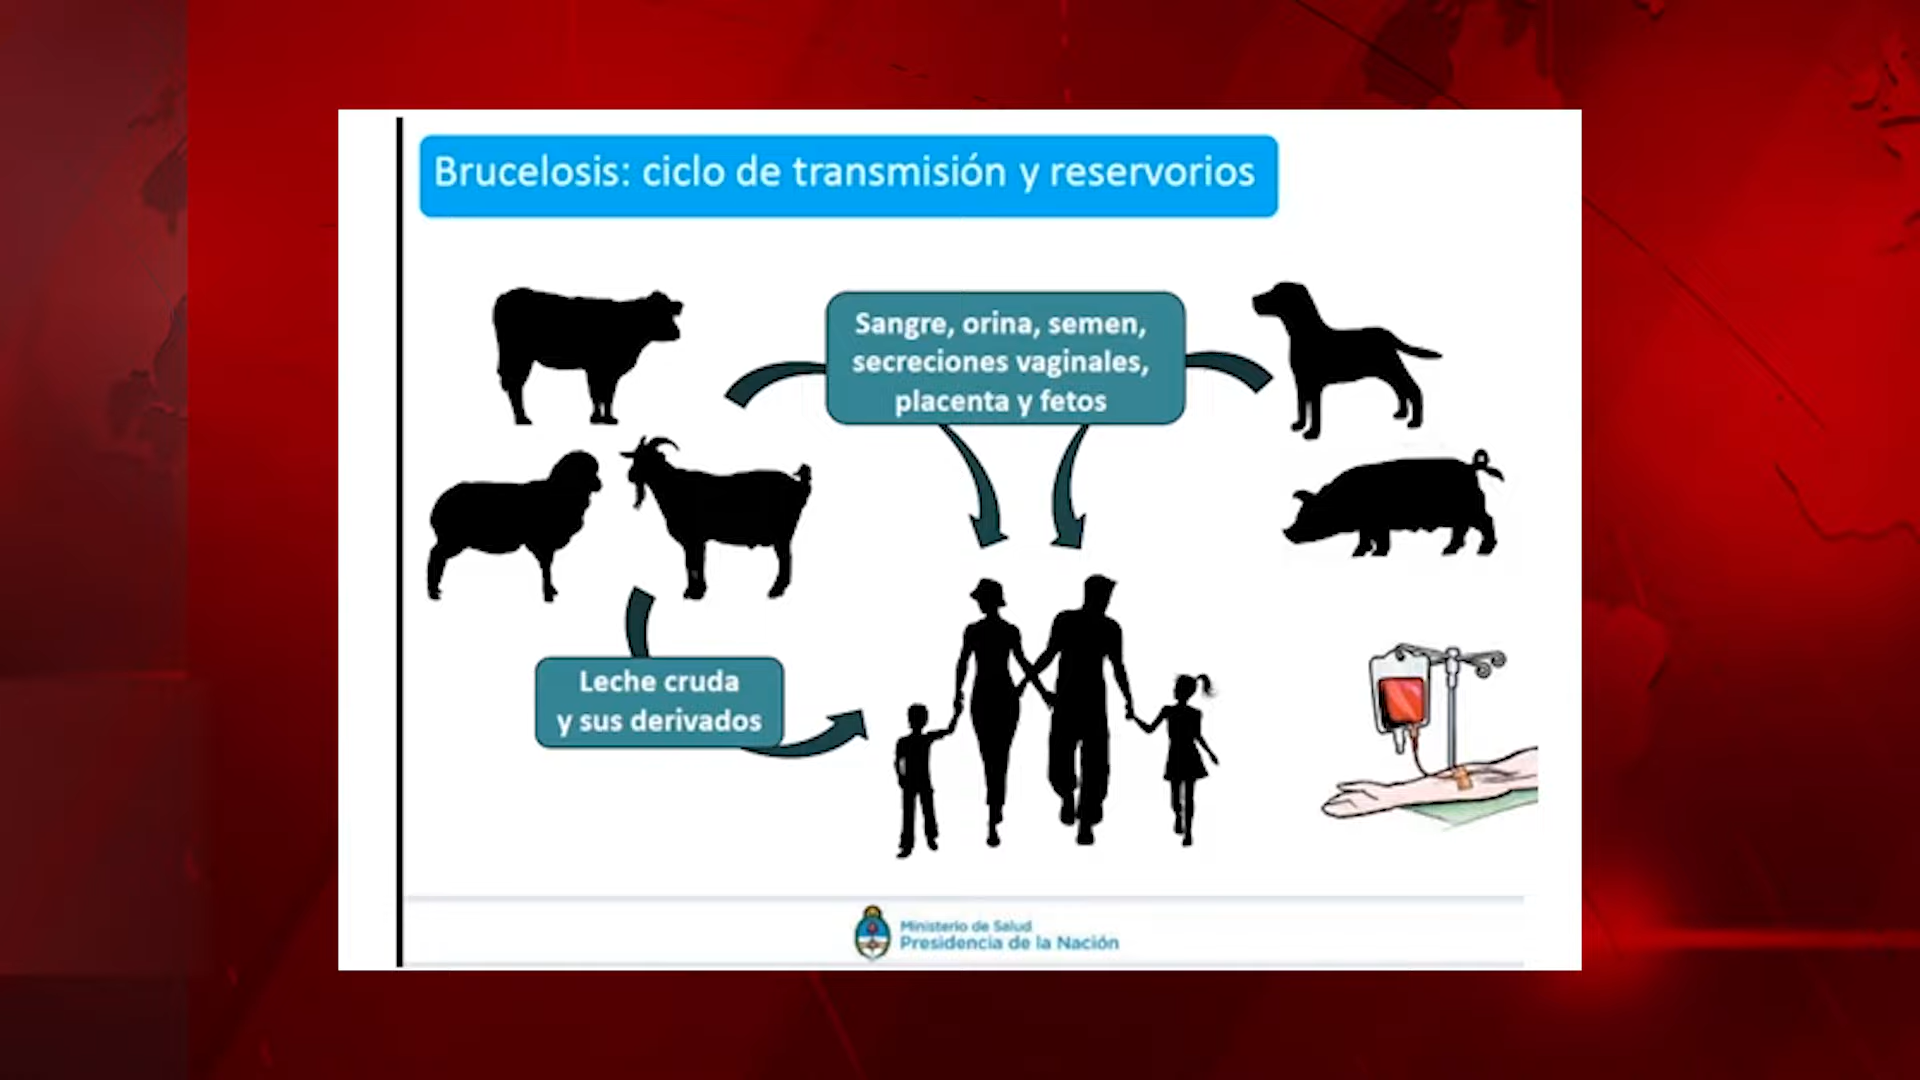 Brucelosis: ciclo de transmisión y reservorios
Sangre, orina, semen,
secreciones vaginales,
placenta y fetos
Leche cruda
y sus derivados
Ministerio de Salud
Presidencia de la Nación